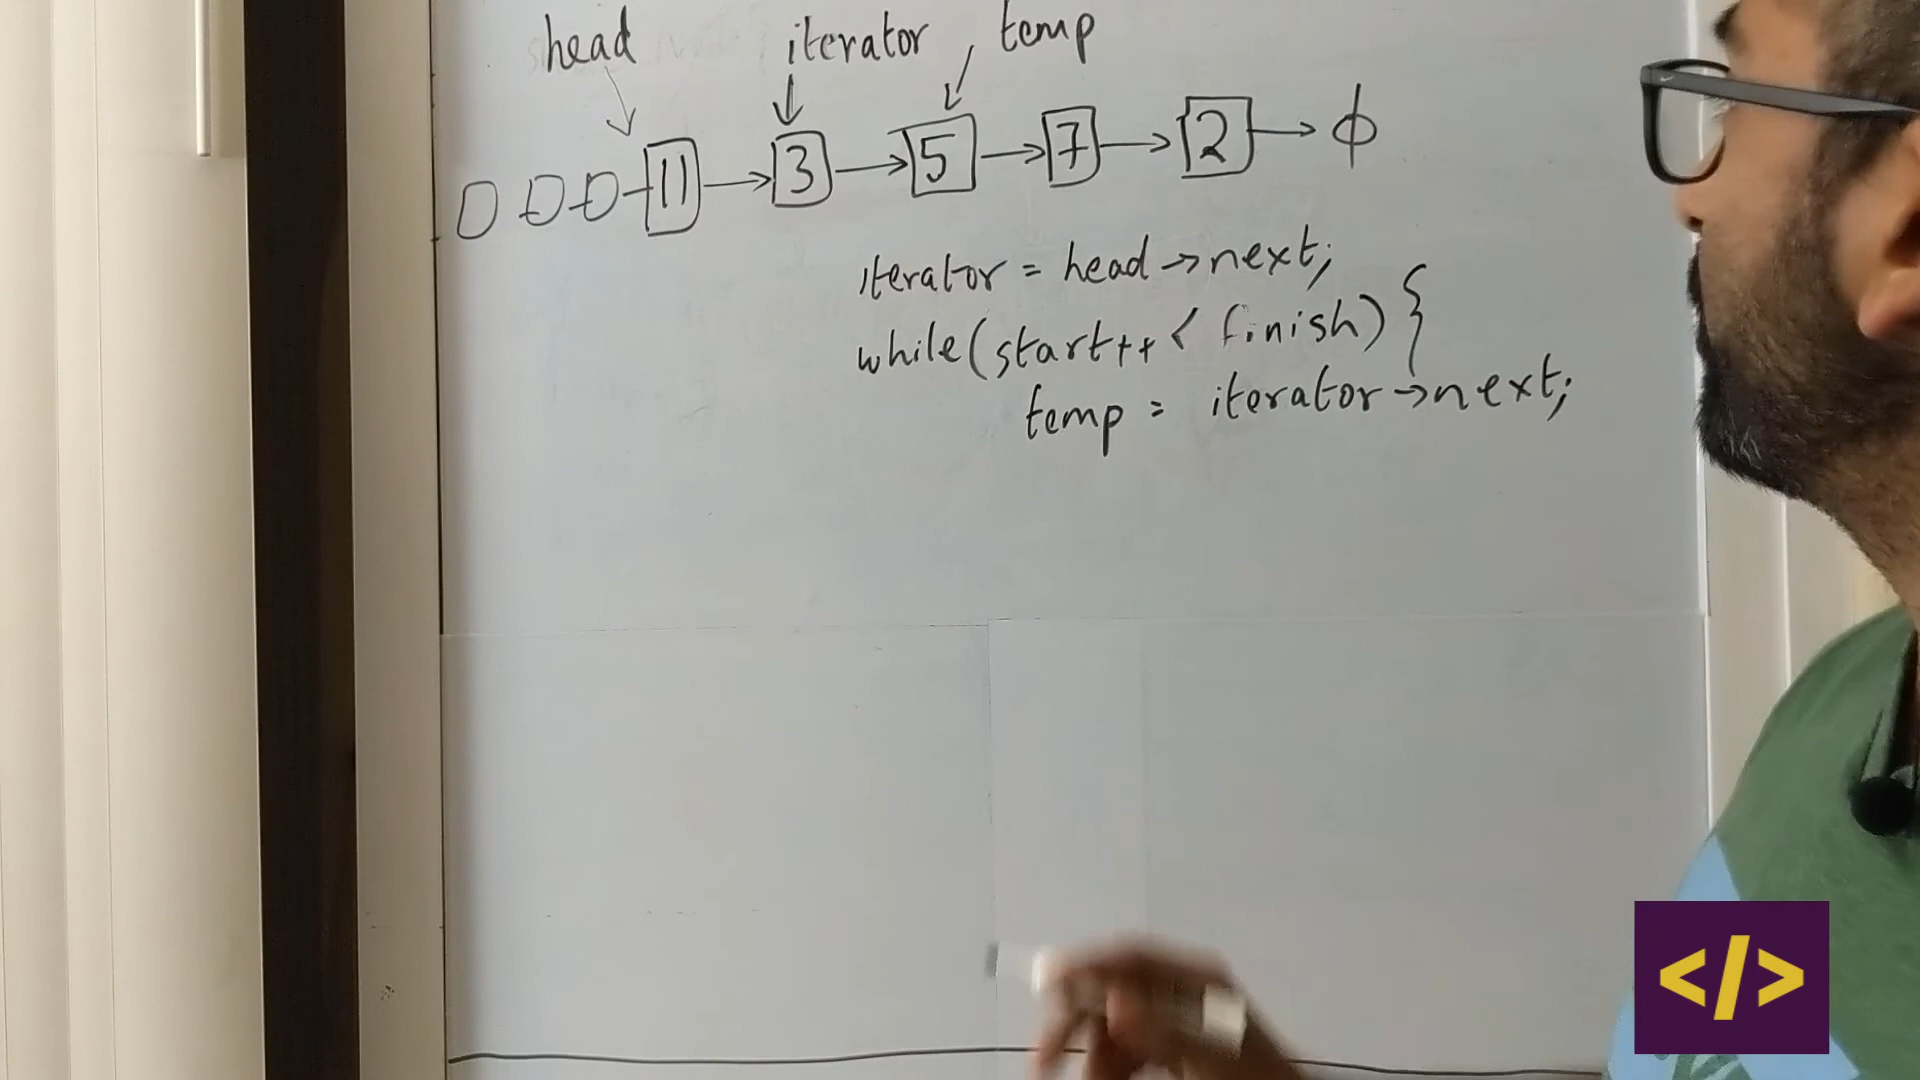 head iterator temp
11 → 3 → 5 → 7 → 2 → ϕ
iterator = head → next;
while(start++ < finish) {
temp = iterator → next;
</>